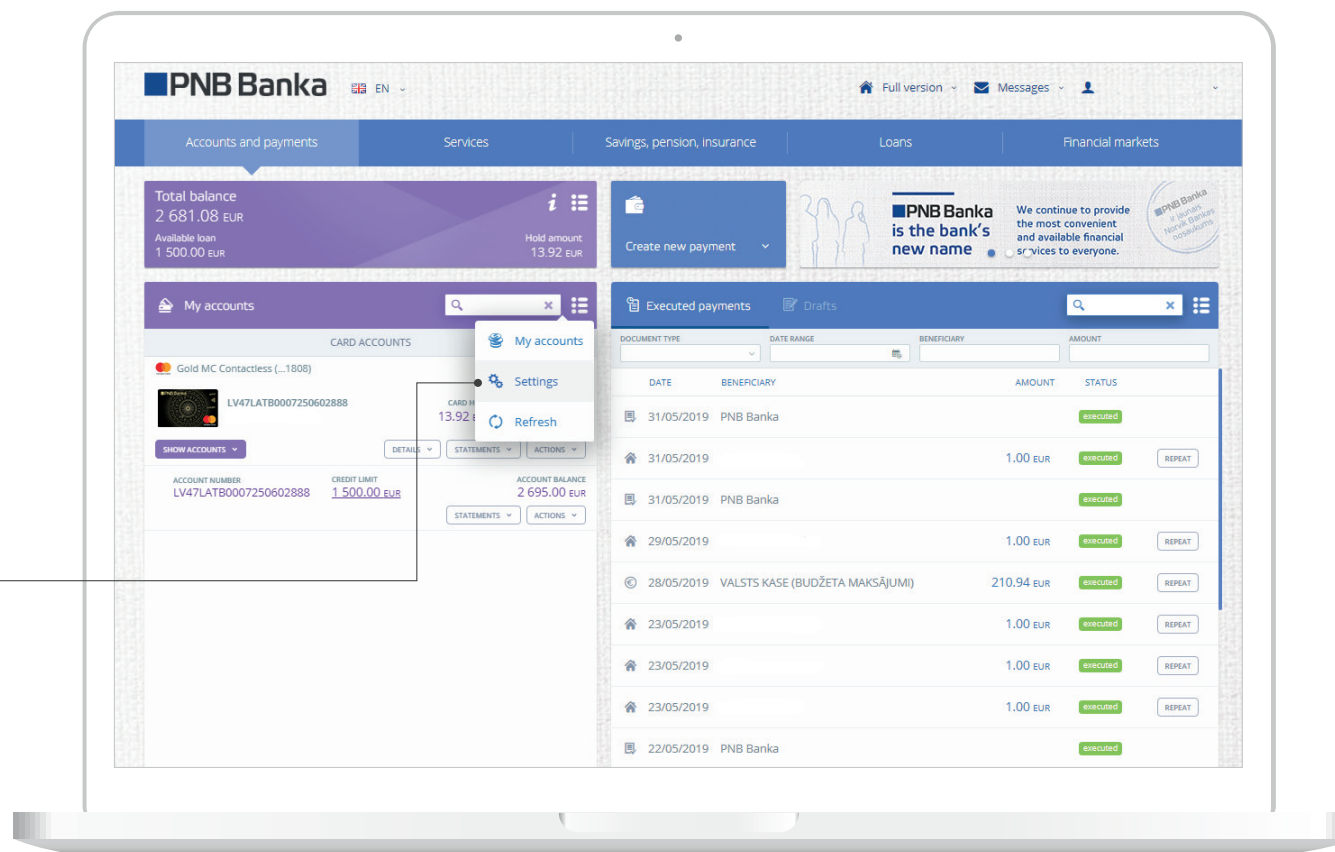 PNB Banka
EN
Full version
Messages
Accounts and payments
Services
Savings, pension, insurance
Loans
Financial markets
Total balance
2 681.08 EUR
Available loan
1 500.00 EUR
Hold amount
13.92 EUR
Create new payment
PNB Banka
is the bank's
new name
We continue to provide
the most convenient
and available financial
services to everyone.
PNB Banka
ir jaunais
Norvik Bankas
nosaukums
My accounts
CARD ACCOUNTS
My accounts
Settings
Refresh
Gold MC Contactless (...1808)
LV47LATB0007250602888
CARD H
13.92
SHOW ACCOUNTS
DETAILS
STATEMENTS
ACTIONS
ACCOUNT NUMBER
LV47LATB0007250602888
CREDIT LIMIT
1 500.00 EUR
ACCOUNT BALANCE
2 695.00 EUR
STATEMENTS
ACTIONS
Executed payments
Drafts
DOCUMENT TYPE
DATE RANGE
BENEFICIARY
AMOUNT
DATE BENEFICIARY AMOUNT STATUS
31/05/2019 PNB Banka executed
31/05/2019 1.00 EUR executed REPEAT
31/05/2019 PNB Banka executed
29/05/2019 1.00 EUR executed REPEAT
28/05/2019 VALSTS KASE (BUDŽETA MAKSĀJUMI) 210.94 EUR executed REPEAT
23/05/2019 1.00 EUR executed REPEAT
23/05/2019 1.00 EUR executed REPEAT
23/05/2019 1.00 EUR executed REPEAT
22/05/2019 PNB Banka executed